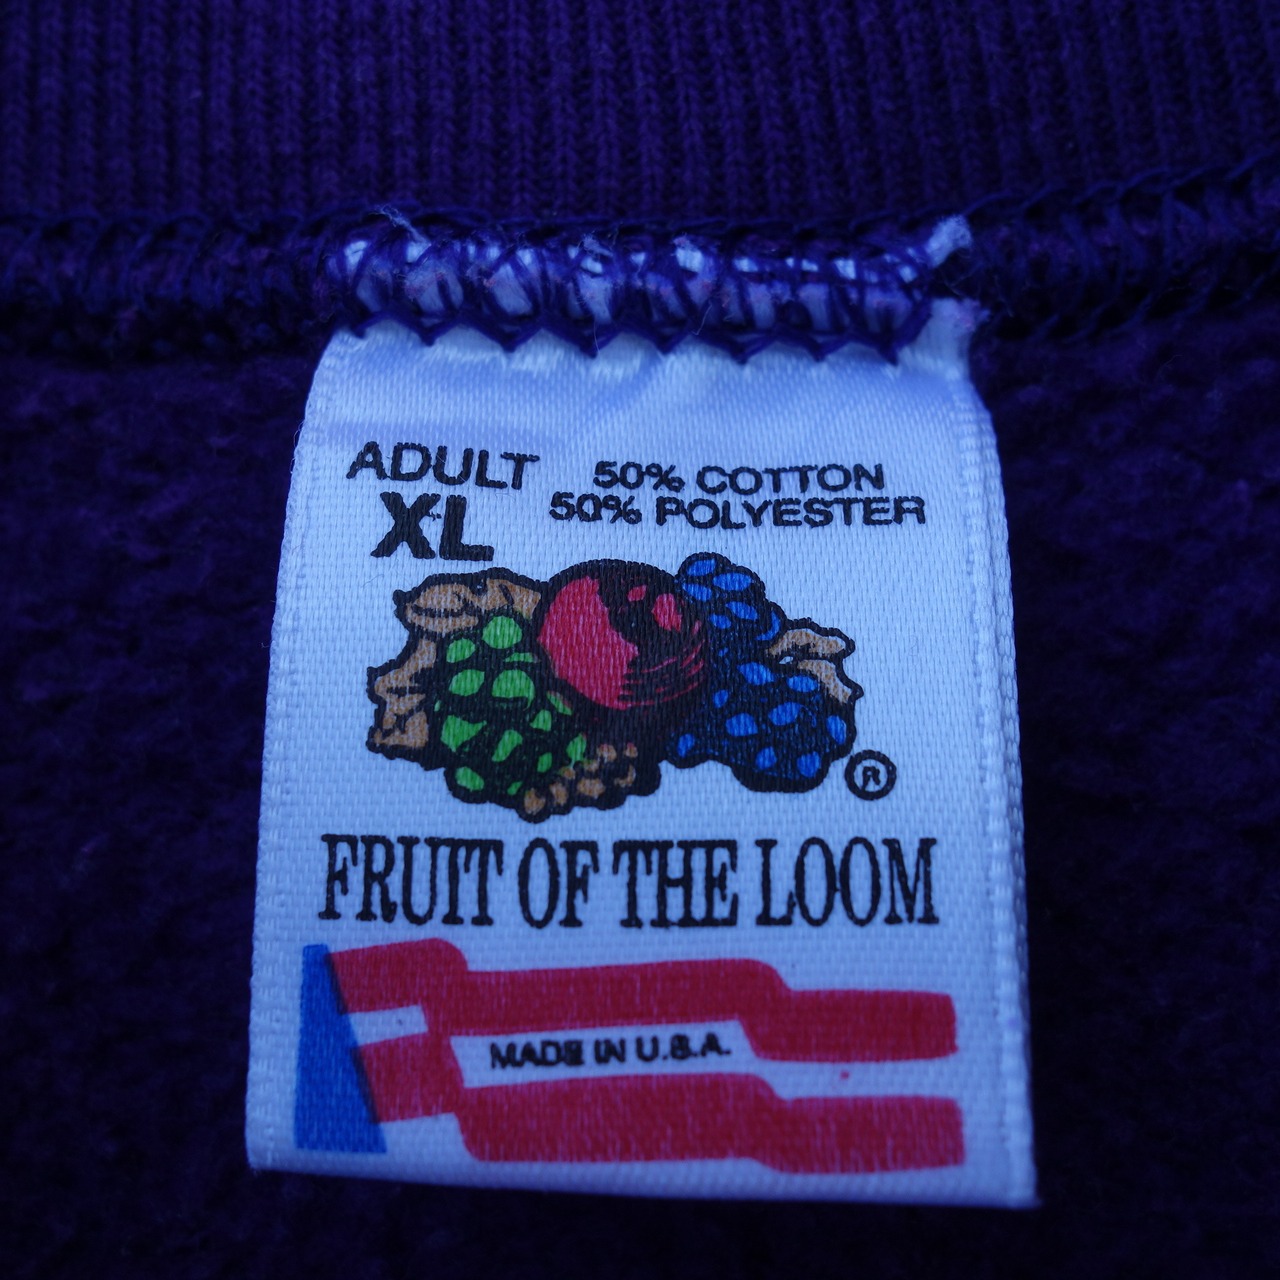 ADULT
XL
50% COTTON
50% POLYESTER
®
FRUIT OF THE LOOM
MADE IN U.S.A.